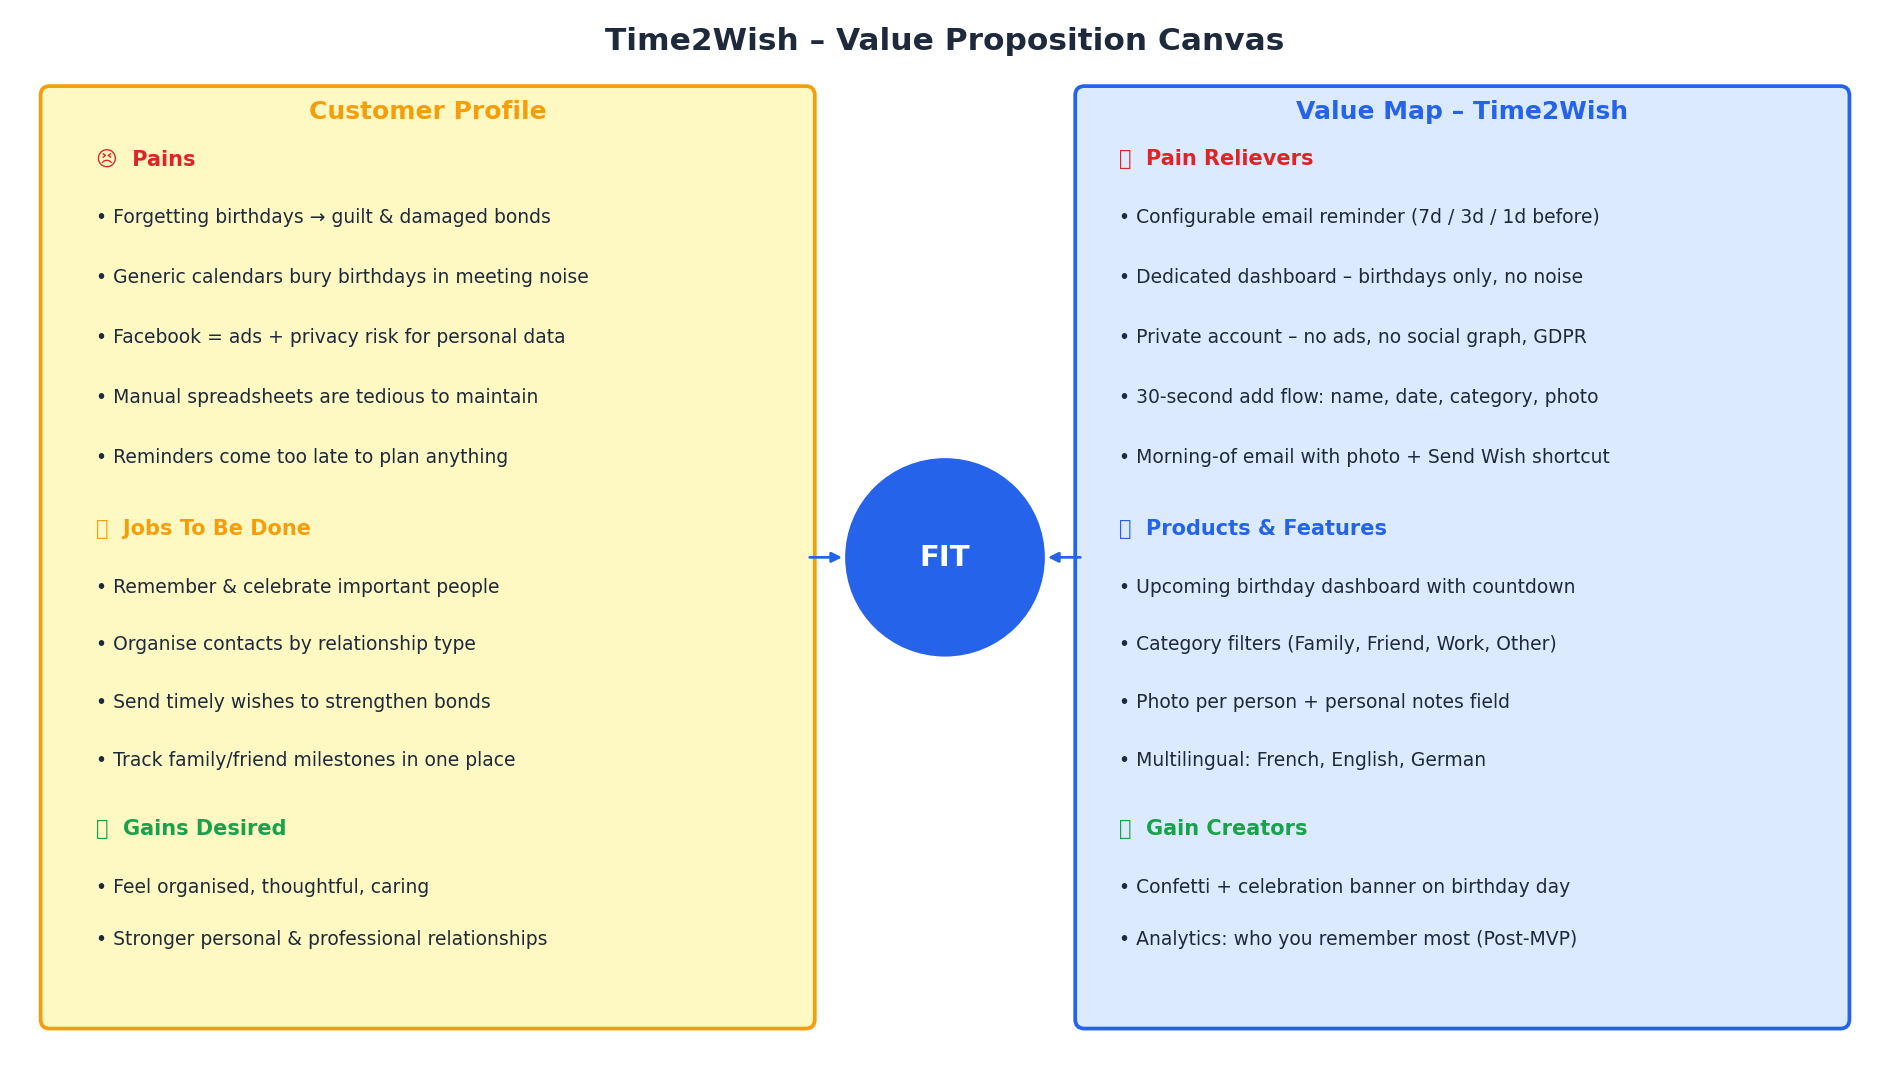 Time2Wish – Value Proposition Canvas
Customer Profile
☹ Pains
• Forgetting birthdays → guilt & damaged bonds
• Generic calendars bury birthdays in meeting noise
• Facebook = ads + privacy risk for personal data
• Manual spreadsheets are tedious to maintain
• Reminders come too late to plan anything
Jobs To Be Done
• Remember & celebrate important people
• Organise contacts by relationship type
• Send timely wishes to strengthen bonds
• Track family/friend milestones in one place
Gains Desired
• Feel organised, thoughtful, caring
• Stronger personal & professional relationships
FIT
Value Map – Time2Wish
Pain Relievers
• Configurable email reminder (7d / 3d / 1d before)
• Dedicated dashboard – birthdays only, no noise
• Private account – no ads, no social graph, GDPR
• 30-second add flow: name, date, category, photo
• Morning-of email with photo + Send Wish shortcut
Products & Features
• Upcoming birthday dashboard with countdown
• Category filters (Family, Friend, Work, Other)
• Photo per person + personal notes field
• Multilingual: French, English, German
Gain Creators
• Confetti + celebration banner on birthday day
• Analytics: who you remember most (Post-MVP)